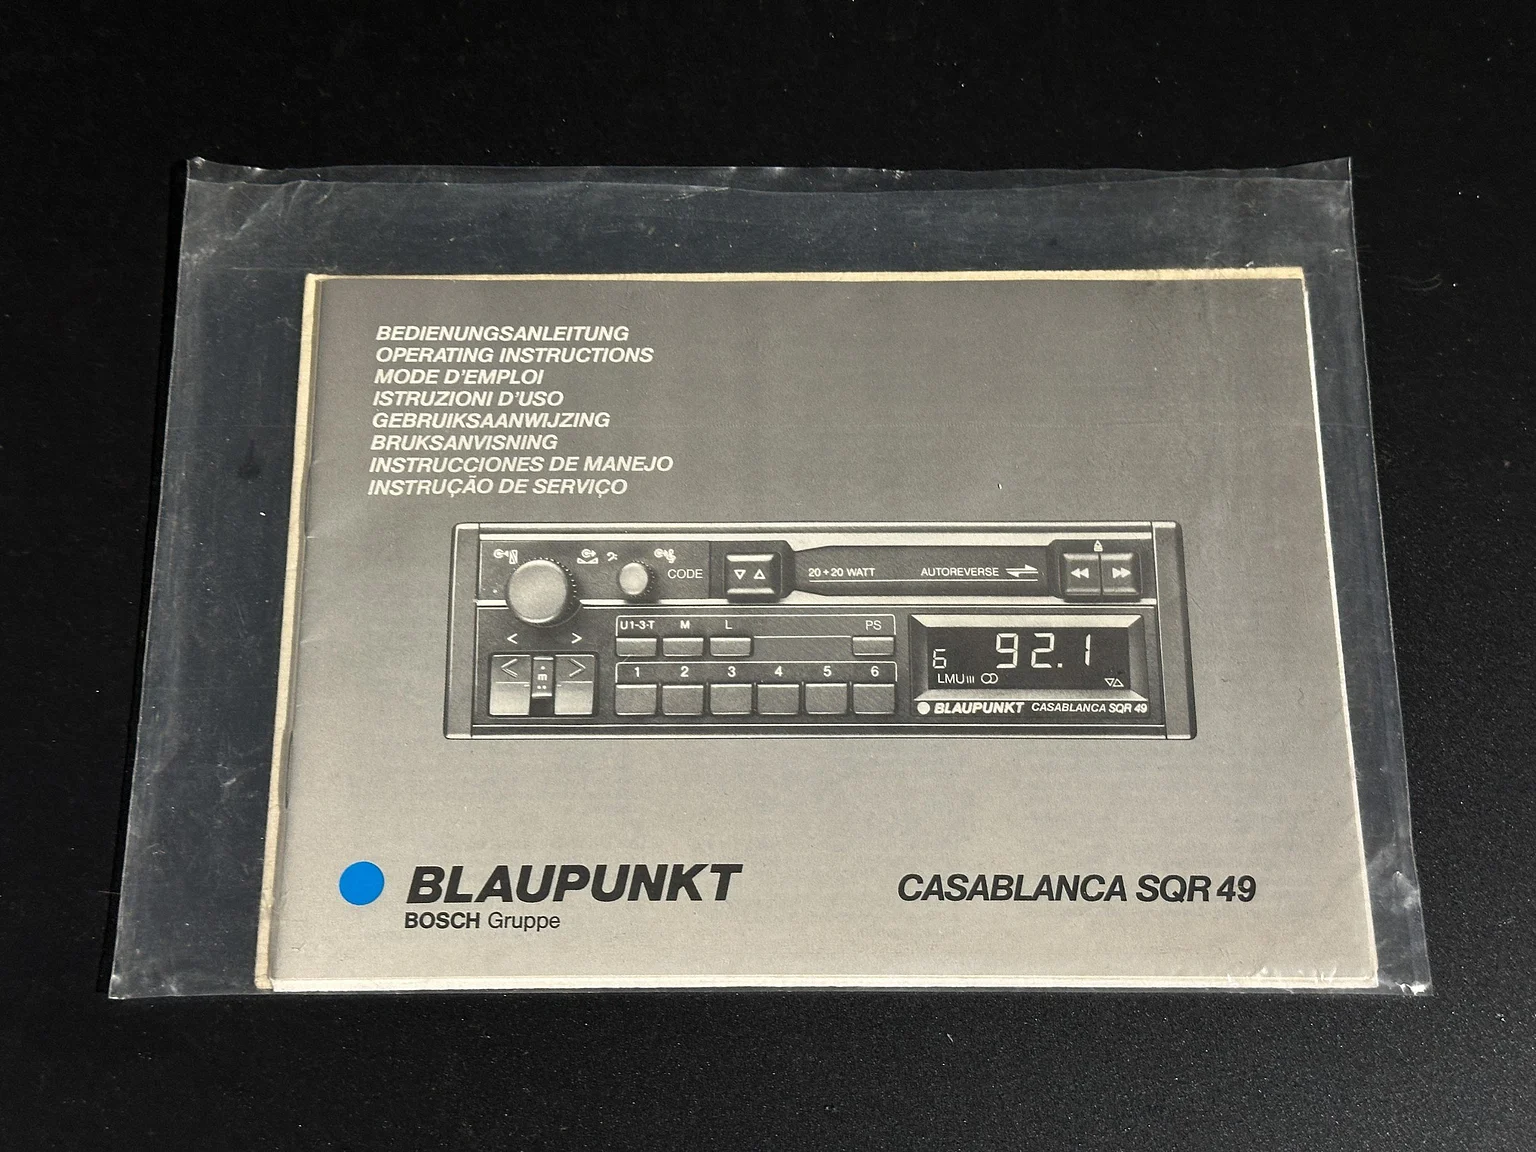 BEDIENUNGSANLEITUNG
OPERATING INSTRUCTIONS
MODE D'EMPLOI
ISTRUZIONI D'USO
GEBRUIKSAANWIJZING
BRUKSANVISNING
INSTRUCCIONES DE MANEJO
INSTRUÇÃO DE SERVIÇO
CODE
20+20 WATT AUTOREVERSE
U1-3-T M L PS
< >
m
1 2 3 4 5 6
6 92.1
LMU
BLAUPUNKT CASABLANCA SQR 49
BLAUPUNKT CASABLANCA SQR 49
BOSCH Gruppe